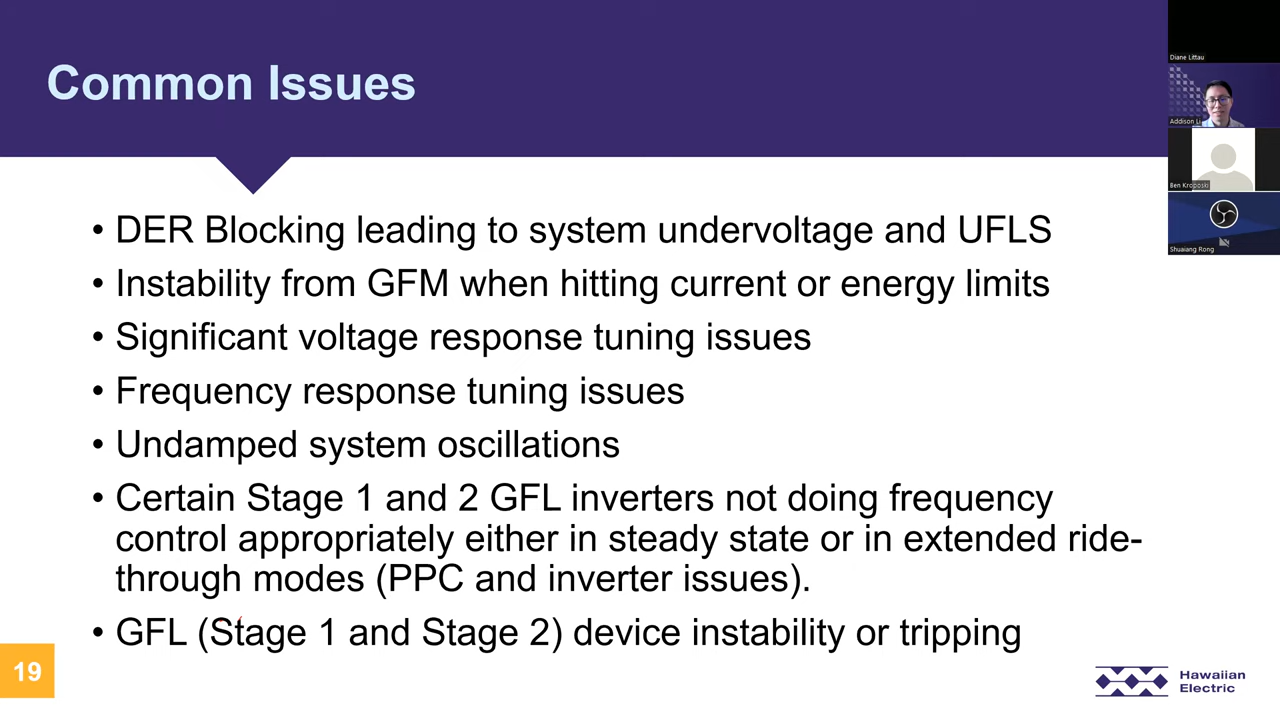 Common Issues
• DER Blocking leading to system undervoltage and UFLS
• Instability from GFM when hitting current or energy limits
• Significant voltage response tuning issues
• Frequency response tuning issues
• Undamped system oscillations
• Certain Stage 1 and 2 GFL inverters not doing frequency
control appropriately either in steady state or in extended ride-
through modes (PPC and inverter issues).
• GFL (Stage 1 and Stage 2) device instability or tripping
19
Hawaiian
Electric
Diane Littau
Addison Li
Ben Kroposki
Shuaiang Rong